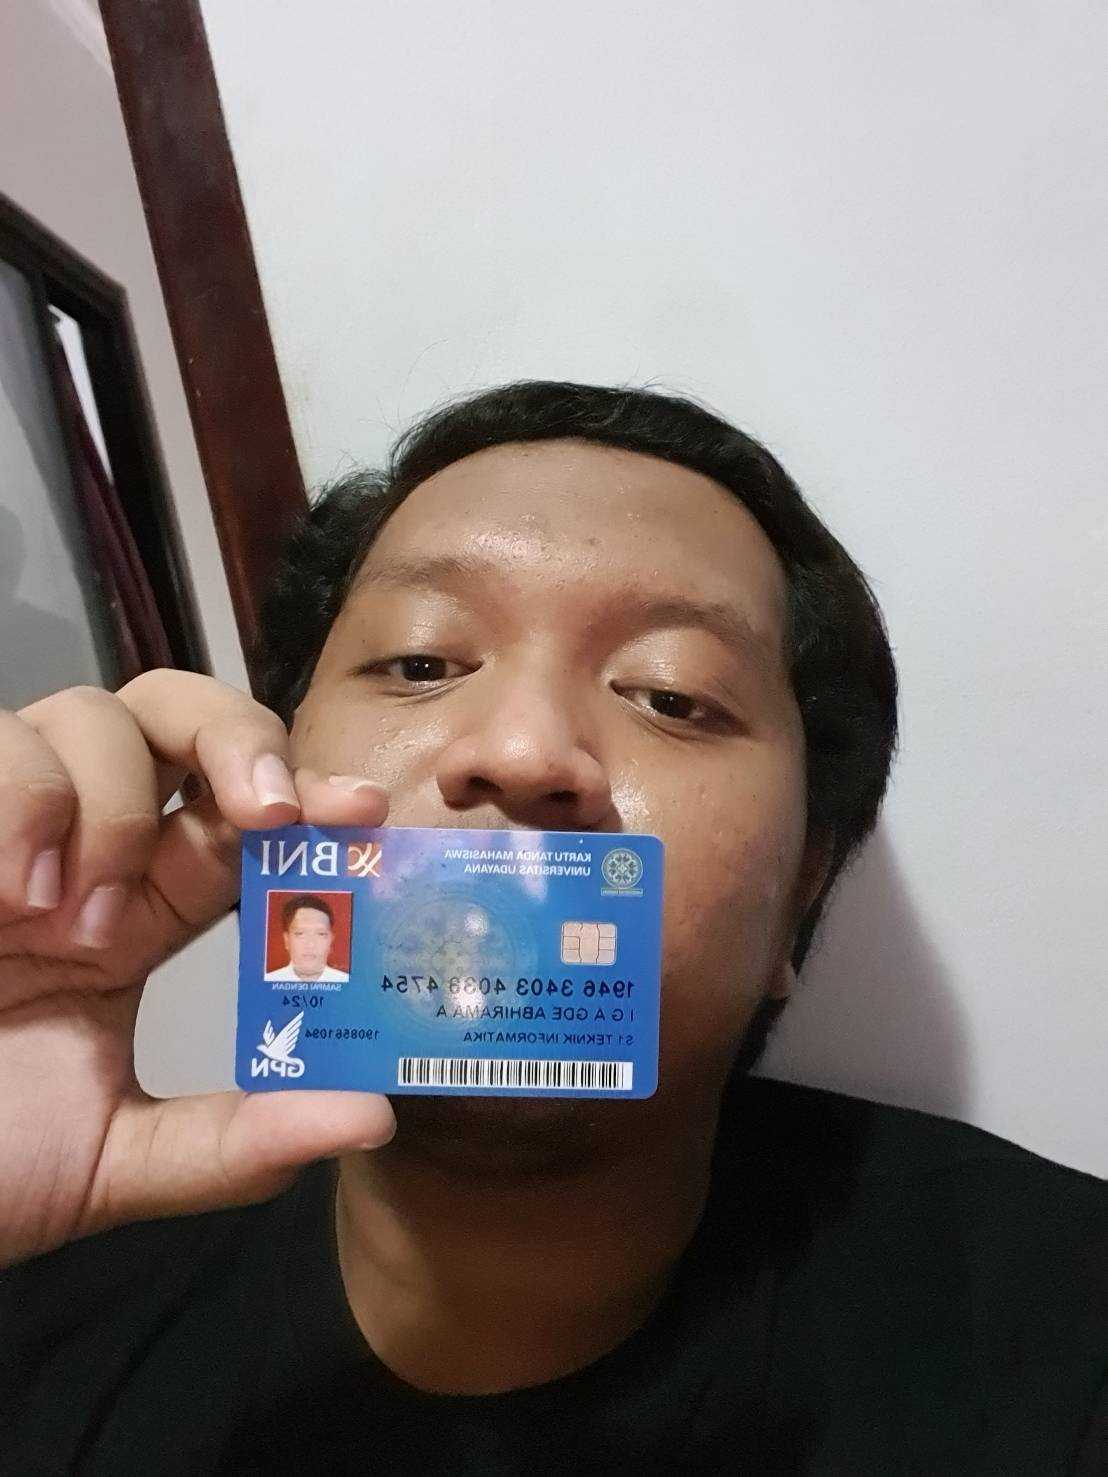 KARTU TANDA MAHASISWA
UNIVERSITAS UDAYANA
BNI
1946 3403 4754
SAMPAI DENGAN
10/24
I G A GDE ABHIRAMA A
S1 TEKNIK INFORMATIKA
1908561094
GPN